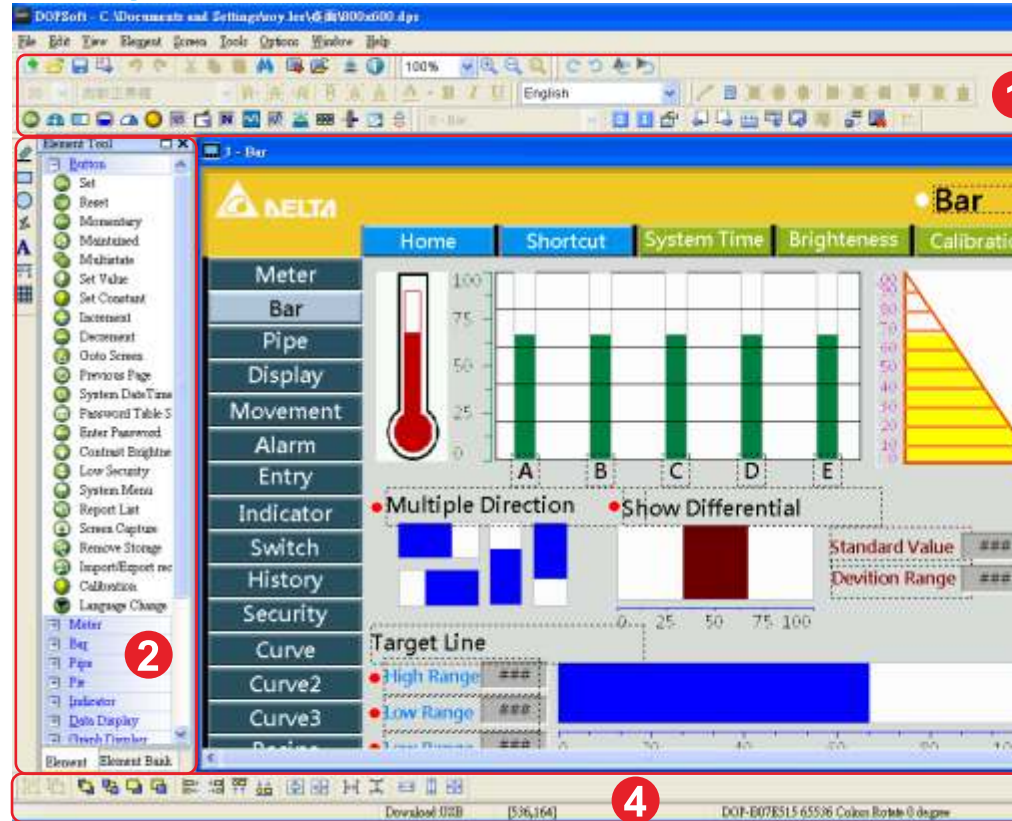 DOPSoft - C:\Documents and Settings\roy.lee\桌面\800x600.dps
File Edit View Element Screen Tools Options Window Help
100%
English
1
Element Tool
Button
Set
Reset
Momentary
Maintained
Multistate
Set Value
Set Constant
Increment
Decrement
Goto Screen
Previous Page
System DateTime
Password Table S
Enter Password
Contrast Brightne
Low Security
System Menu
Report List
Screen Capture
Remove Storage
Import/Export rec
Calibration
Language Change
Meter
Bar
Pipe
Pie
Indicator
Data Display
Graph Display
Element Element Bank
2
3 - Bar
DELTA
Bar
Home Shortcut System Time Brighteness Calibratio
Meter
Bar
Pipe
Display
Movement
Alarm
Entry
Indicator
Switch
History
Security
Curve
Curve2
Curve3
Recipe
100
75
50
25
0
A B C D E
60
50
20
10
Multiple Direction
Show Differential
Standard Value ###
Devition Range ###
0 25 50 75 100
Target Line
High Range ###
Low Range ###
4
Download:USB [536,164] DOP-B07E515 65536 Colors Rotate 0 degree